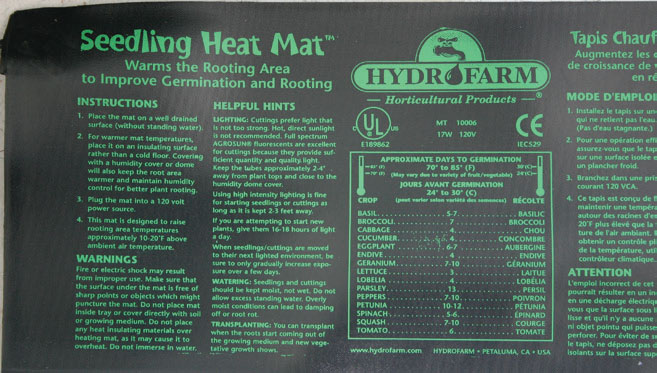 Seedling Heat Mat™
Warms the Rooting Area
to Improve Germination and Rooting
INSTRUCTIONS
1. Place the mat on a well drained
surface (without standing water).
2. For warmer mat temperatures,
place it on an insulating surface
rather than a cold floor. Covering
with a humidity cover or dome
will also keep the root area
warmer and maintain humidity
control for better plant rooting.
3. Plug the mat into a 120 volt
power source.
4. This mat is designed to raise
rooting area temperatures
approximately 10-20°F above
ambient air temperature.
WARNINGS
Fire or electric shock may result
from improper use. Make sure that
the surface under the mat is free of
sharp points or objects which might
puncture the mat. Do not place mat
inside tray or cover directly with soil
or growing medium. Do not place
any heat insulating materials over
heating mat, as it may cause it to
overheat. Do not immerse in water.
HELPFUL HINTS
LIGHTING: Cuttings prefer light that
is not too strong. Hot, direct sunlight
is not recommended. Full spectrum
AGROSUN® fluorescents are excellent
for cuttings because they provide suf-
ficient quantity and quality light.
Keep the lights approximately 2-4"
away from plant tops and close to the
humidity dome cover.
Using high intensity lighting is fine
for starting seedlings or cuttings as
long as it is kept 2-3 feet away.
If you are attempting to start new
plants, give them 16-18 hours of light
a day.
When seedlings/cuttings are moved
to their next lighted environment, be
sure to only gradually increase expo-
sure over a few days.
WATERING: Seedlings and cuttings
should be kept moist, not wet. Do not
allow excess standing water. Overly
moist conditions can lead to damping
off or root rot.
TRANSPLANTING: You can transplant
when the roots start coming out of
the growing medium and new vege-
tative growth shows.
HYDROFARM
Horticultural Products ®
C UL US
E189862
MT 10006
17W 120V
CE
IEC529
APPROXIMATE DAYS TO GERMINATION
70° to 85° (F)
(May vary due to variety of fruit/vegetable)
JOURS AVANT GERMINATION
24° to 30° (C)
(peut varier selon variété des semences)
CROP RÉCOLTE
BASIL 5-7 BASILIC
BROCCOLI 7 BROCCOLI
CABBAGE 4 CHOU
CUCUMBER 4 CONCOMBRE
EGGPLANT 6-7 AUBERGINE
ENDIVE 4 ENDIVE
GERANIUM 7-10 GÉRANIUM
LETTUCE 3 LAITUE
LOBELIA 4 LOBÉLIA
PARSLEY 13 PERSIL
PEPPERS 7-10 POIVRON
PETUNIA 10-12 PÉTUNIA
SPINACH 5-6 ÉPINARD
SQUASH 7-10 COURGE
TOMATO 6 TOMATE
www.hydrofarm.com HYDROFARM • PETALUMA, CA • USA
Tapis Chauf
Augmentez les
de croissance de
en ré
MODE D'EMPLOI
1. Installez le tapis sur un
qui ne retient pas l'eau
(Pas d'eau stagnante.)
2. Pour une opération eff
assurez-vous que le tap
sur une surface isolée e
un plancher froid.
3. Branchez dans une pris
courant 120 VCA.
4. Ce tapis est conçu de f
maintenir une tempéra
autour des racines d'e
20°F plus élevé que la
ture de l'air ambiant.
obtenir un contrôle pl
de la température, util
contrôleur climatique.
ATTENTION
L'emploi incorrect de cet
pourrait résulter en un in
en une décharge électriq
vous que la surface sous l
lisse et qu'il n'y a aucune
ni objet pointu qui puisse
perforer. Pour éviter de s
le tapis, ne déposez pas d
isolants sur la surface sup